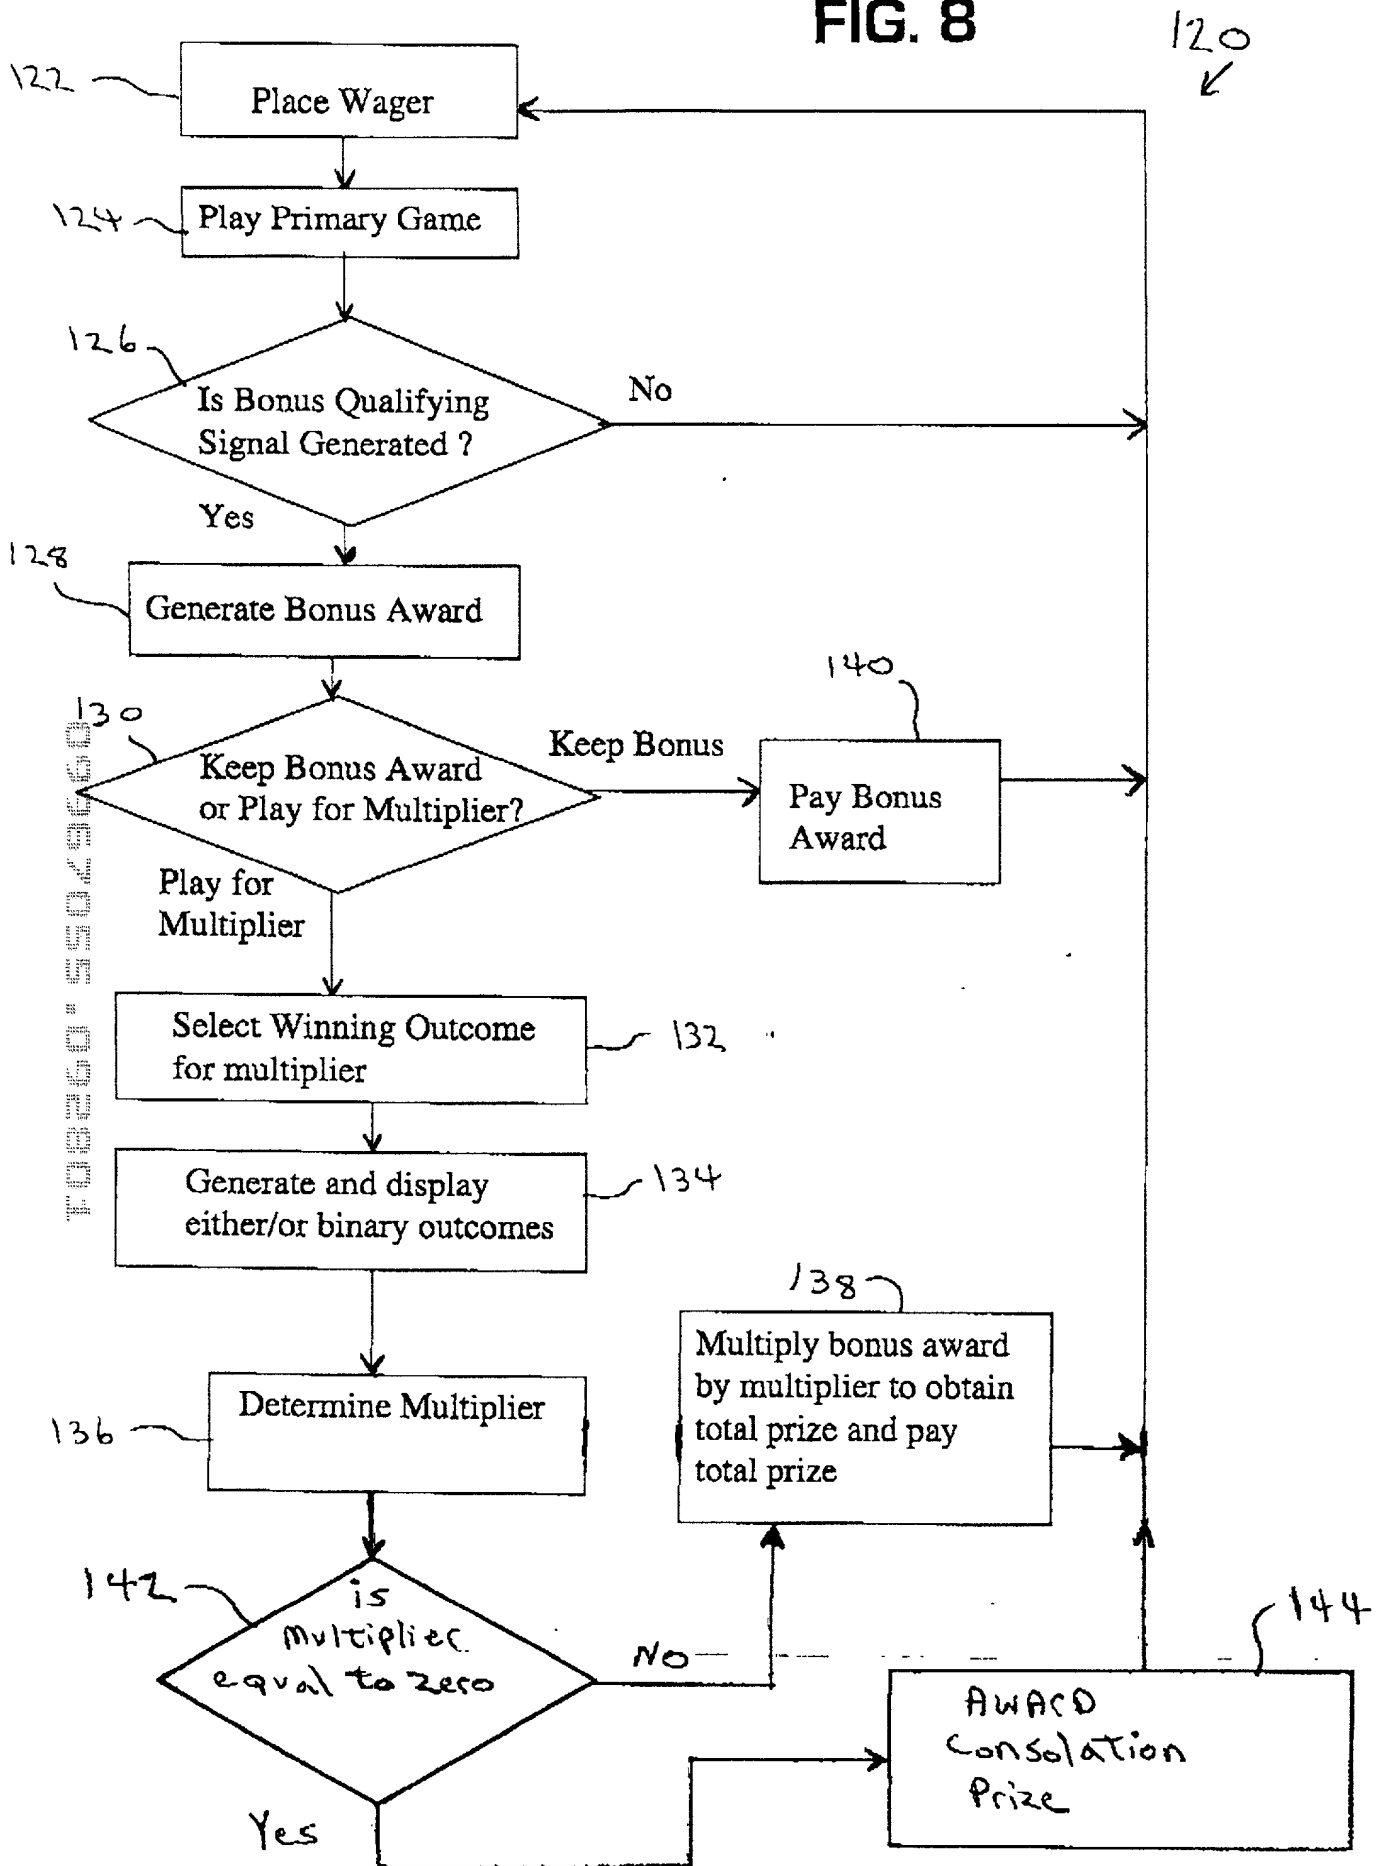 FIG. 8
120
122
Place Wager
124
Play Primary Game
126
Is Bonus Qualifying
Signal Generated ?
No
Yes
128
Generate Bonus Award
130
Keep Bonus Award
or Play for Multiplier?
Keep Bonus
140
Pay Bonus
Award
Play for
Multiplier
Select Winning Outcome
for multiplier
132
Generate and display
either/or binary outcomes
134
136
Determine Multiplier
138
Multiply bonus award
by multiplier to obtain
total prize and pay
total prize
142
is
Multiplier
equal to zero
No
Yes
144
AWARD
Consolation
Prize